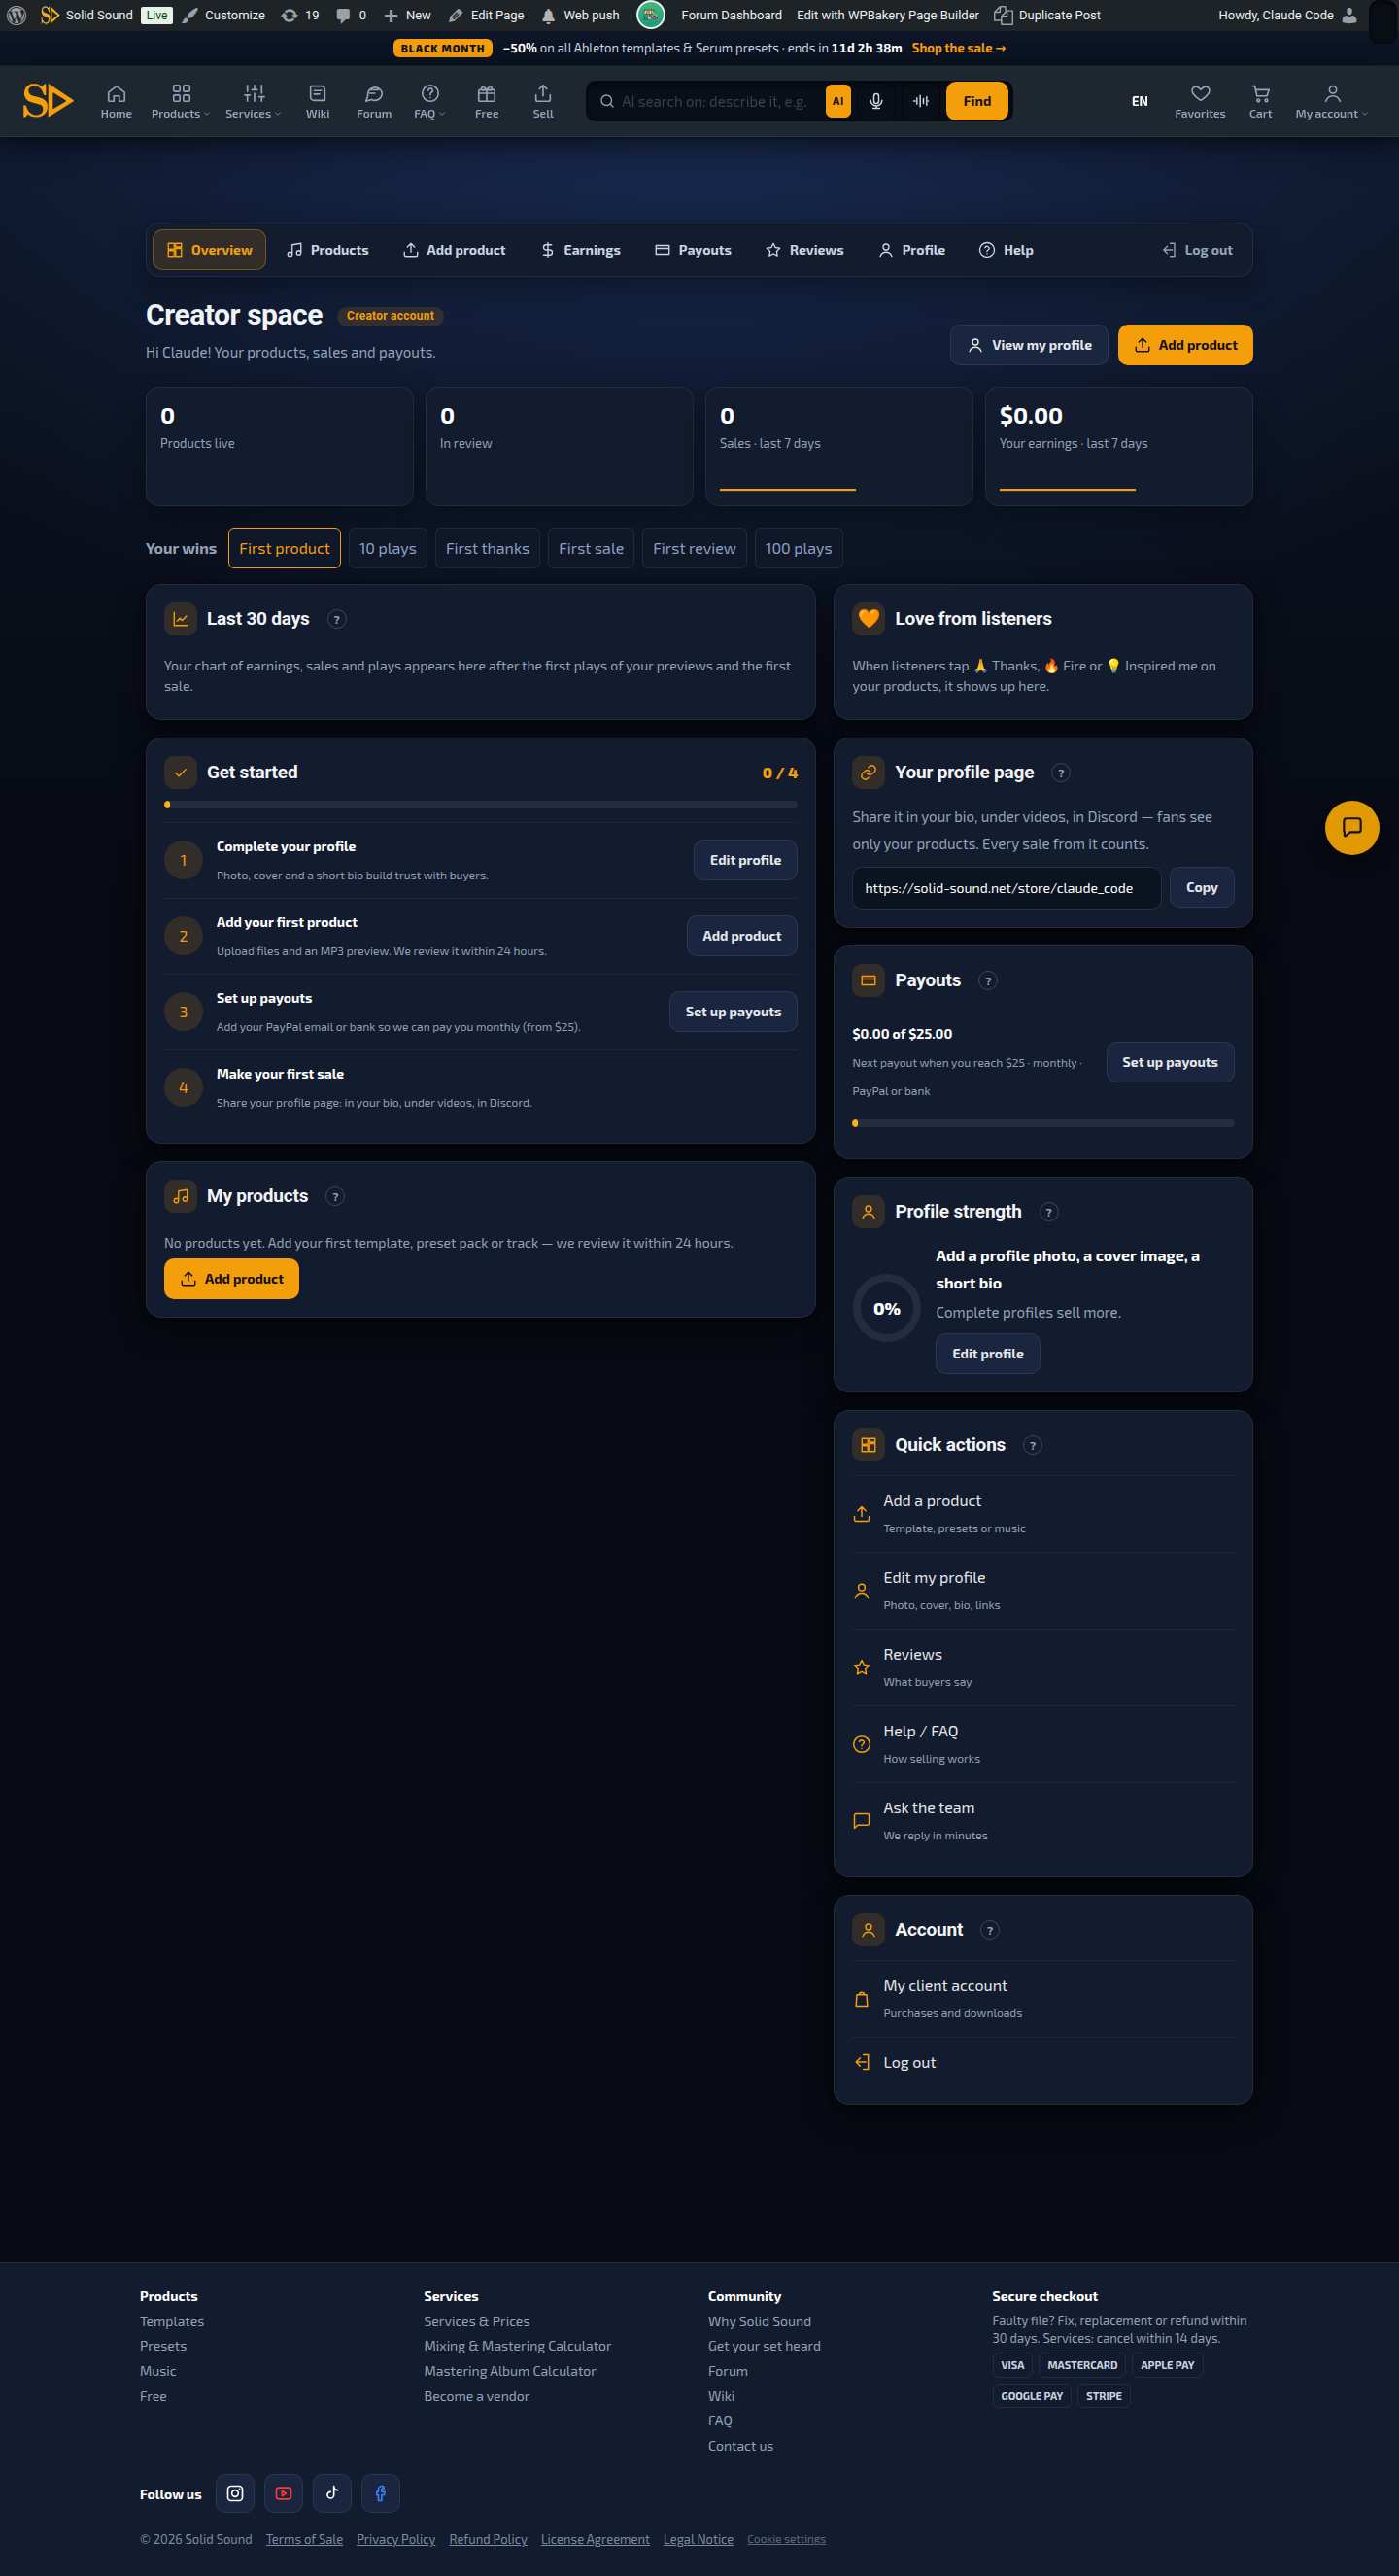 Solid Sound Live Customize 19 0 New Edit Page Web push Forum Dashboard Edit with WPBakery Page Builder Duplicate Post Howdy, Claude Code
BLACK MONTH −50% on all Ableton templates & Serum presets · ends in 11d 2h 38m Shop the sale →
Home Products Services Wiki Forum FAQ Free Sell
AI search on: describe it, e.g. AI Find
EN Favorites Cart My account
Overview Products Add product Earnings Payouts Reviews Profile Help Log out
Creator space Creator account
Hi Claude! Your products, sales and payouts.
View my profile Add product
0
Products live
0
In review
0
Sales · last 7 days
$0.00
Your earnings · last 7 days
Your wins First product 10 plays First thanks First sale First review 100 plays
Last 30 days ?
Your chart of earnings, sales and plays appears here after the first plays of your previews and the first
sale.
🧡 Love from listeners
When listeners tap 🙏 Thanks, 🔥 Fire or 💡 Inspired me on
your products, it shows up here.
Get started 0 / 4
1 Complete your profile
Photo, cover and a short bio build trust with buyers.
Edit profile
2 Add your first product
Upload files and an MP3 preview. We review it within 24 hours.
Add product
3 Set up payouts
Add your PayPal email or bank so we can pay you monthly (from $25).
Set up payouts
4 Make your first sale
Share your profile page: in your bio, under videos, in Discord.
My products ?
No products yet. Add your first template, preset pack or track — we review it within 24 hours.
Add product
Your profile page ?
Share it in your bio, under videos, in Discord — fans see
only your products. Every sale from it counts.
https://solid-sound.net/store/claude_code Copy
Payouts ?
$0.00 of $25.00
Next payout when you reach $25 · monthly ·
PayPal or bank
Set up payouts
Profile strength ?
0%
Add a profile photo, a cover image, a
short bio
Complete profiles sell more.
Edit profile
Quick actions ?
Add a product
Template, presets or music
Edit my profile
Photo, cover, bio, links
Reviews
What buyers say
Help / FAQ
How selling works
Ask the team
We reply in minutes
Account ?
My client account
Purchases and downloads
Log out
Products
Templates
Presets
Music
Free
Services
Services & Prices
Mixing & Mastering Calculator
Mastering Album Calculator
Become a vendor
Community
Why Solid Sound
Get your set heard
Forum
Wiki
FAQ
Contact us
Secure checkout
Faulty file? Fix, replacement or refund within
30 days. Services: cancel within 14 days.
VISA MASTERCARD APPLE PAY
GOOGLE PAY STRIPE
Follow us
© 2026 Solid Sound Terms of Sale Privacy Policy Refund Policy License Agreement Legal Notice Cookie settings